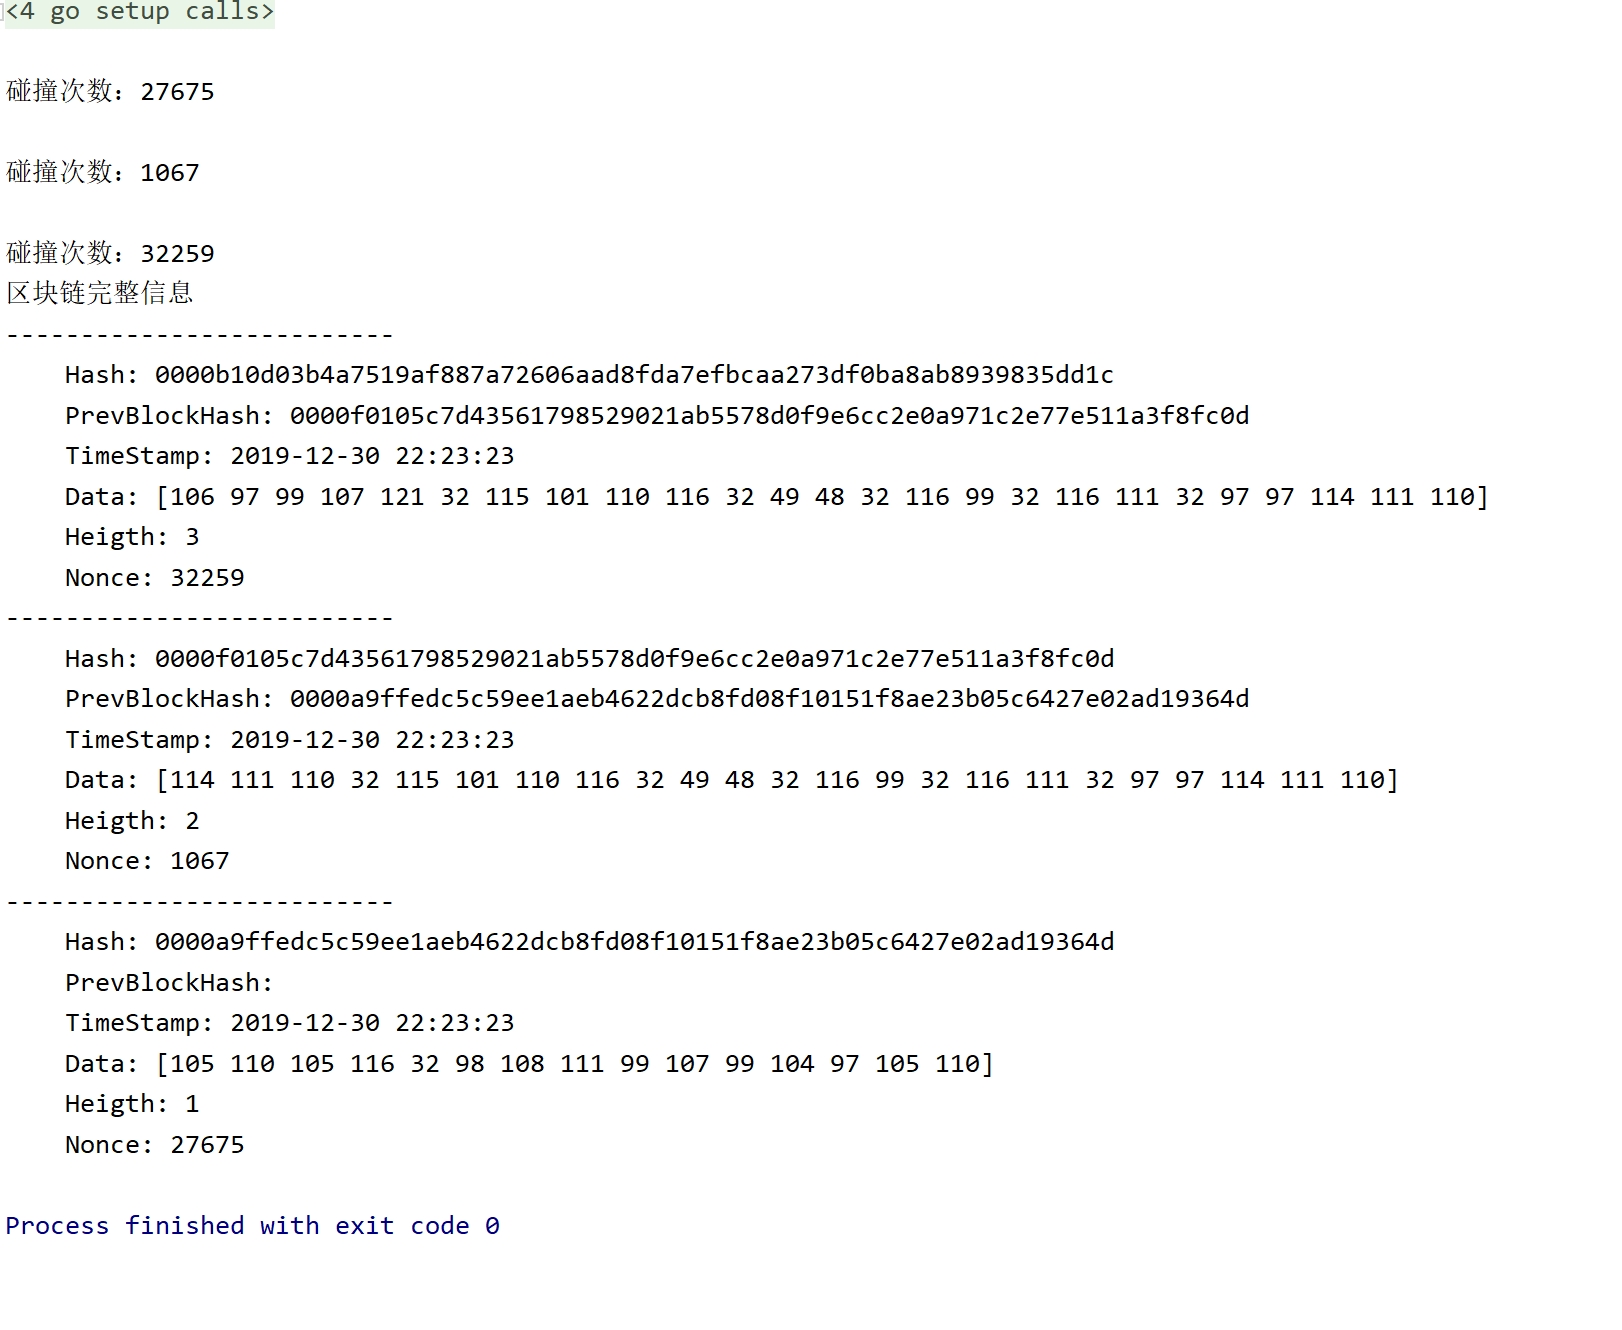 <4 go setup calls>
碰撞次数：27675
碰撞次数：1067
碰撞次数：32259
区块链完整信息
--------------------------
Hash: 0000b10d03b4a7519af887a72606aad8fda7efbcaa273df0ba8ab8939835dd1c
PrevBlockHash: 0000f0105c7d43561798529021ab5578d0f9e6cc2e0a971c2e77e511a3f8fc0d
TimeStamp: 2019-12-30 22:23:23
Data: [106 97 99 107 121 32 115 101 110 116 32 49 48 32 116 99 32 116 111 32 97 97 114 111 110]
Heigth: 3
Nonce: 32259
--------------------------
Hash: 0000f0105c7d43561798529021ab5578d0f9e6cc2e0a971c2e77e511a3f8fc0d
PrevBlockHash: 0000a9ffedc5c59ee1aeb4622dcb8fd08f10151f8ae23b05c6427e02ad19364d
TimeStamp: 2019-12-30 22:23:23
Data: [114 111 110 32 115 101 110 116 32 49 48 32 116 99 32 116 111 32 97 97 114 111 110]
Heigth: 2
Nonce: 1067
--------------------------
Hash: 0000a9ffedc5c59ee1aeb4622dcb8fd08f10151f8ae23b05c6427e02ad19364d
PrevBlockHash:
TimeStamp: 2019-12-30 22:23:23
Data: [105 110 105 116 32 98 108 111 99 107 99 104 97 105 110]
Heigth: 1
Nonce: 27675
Process finished with exit code 0